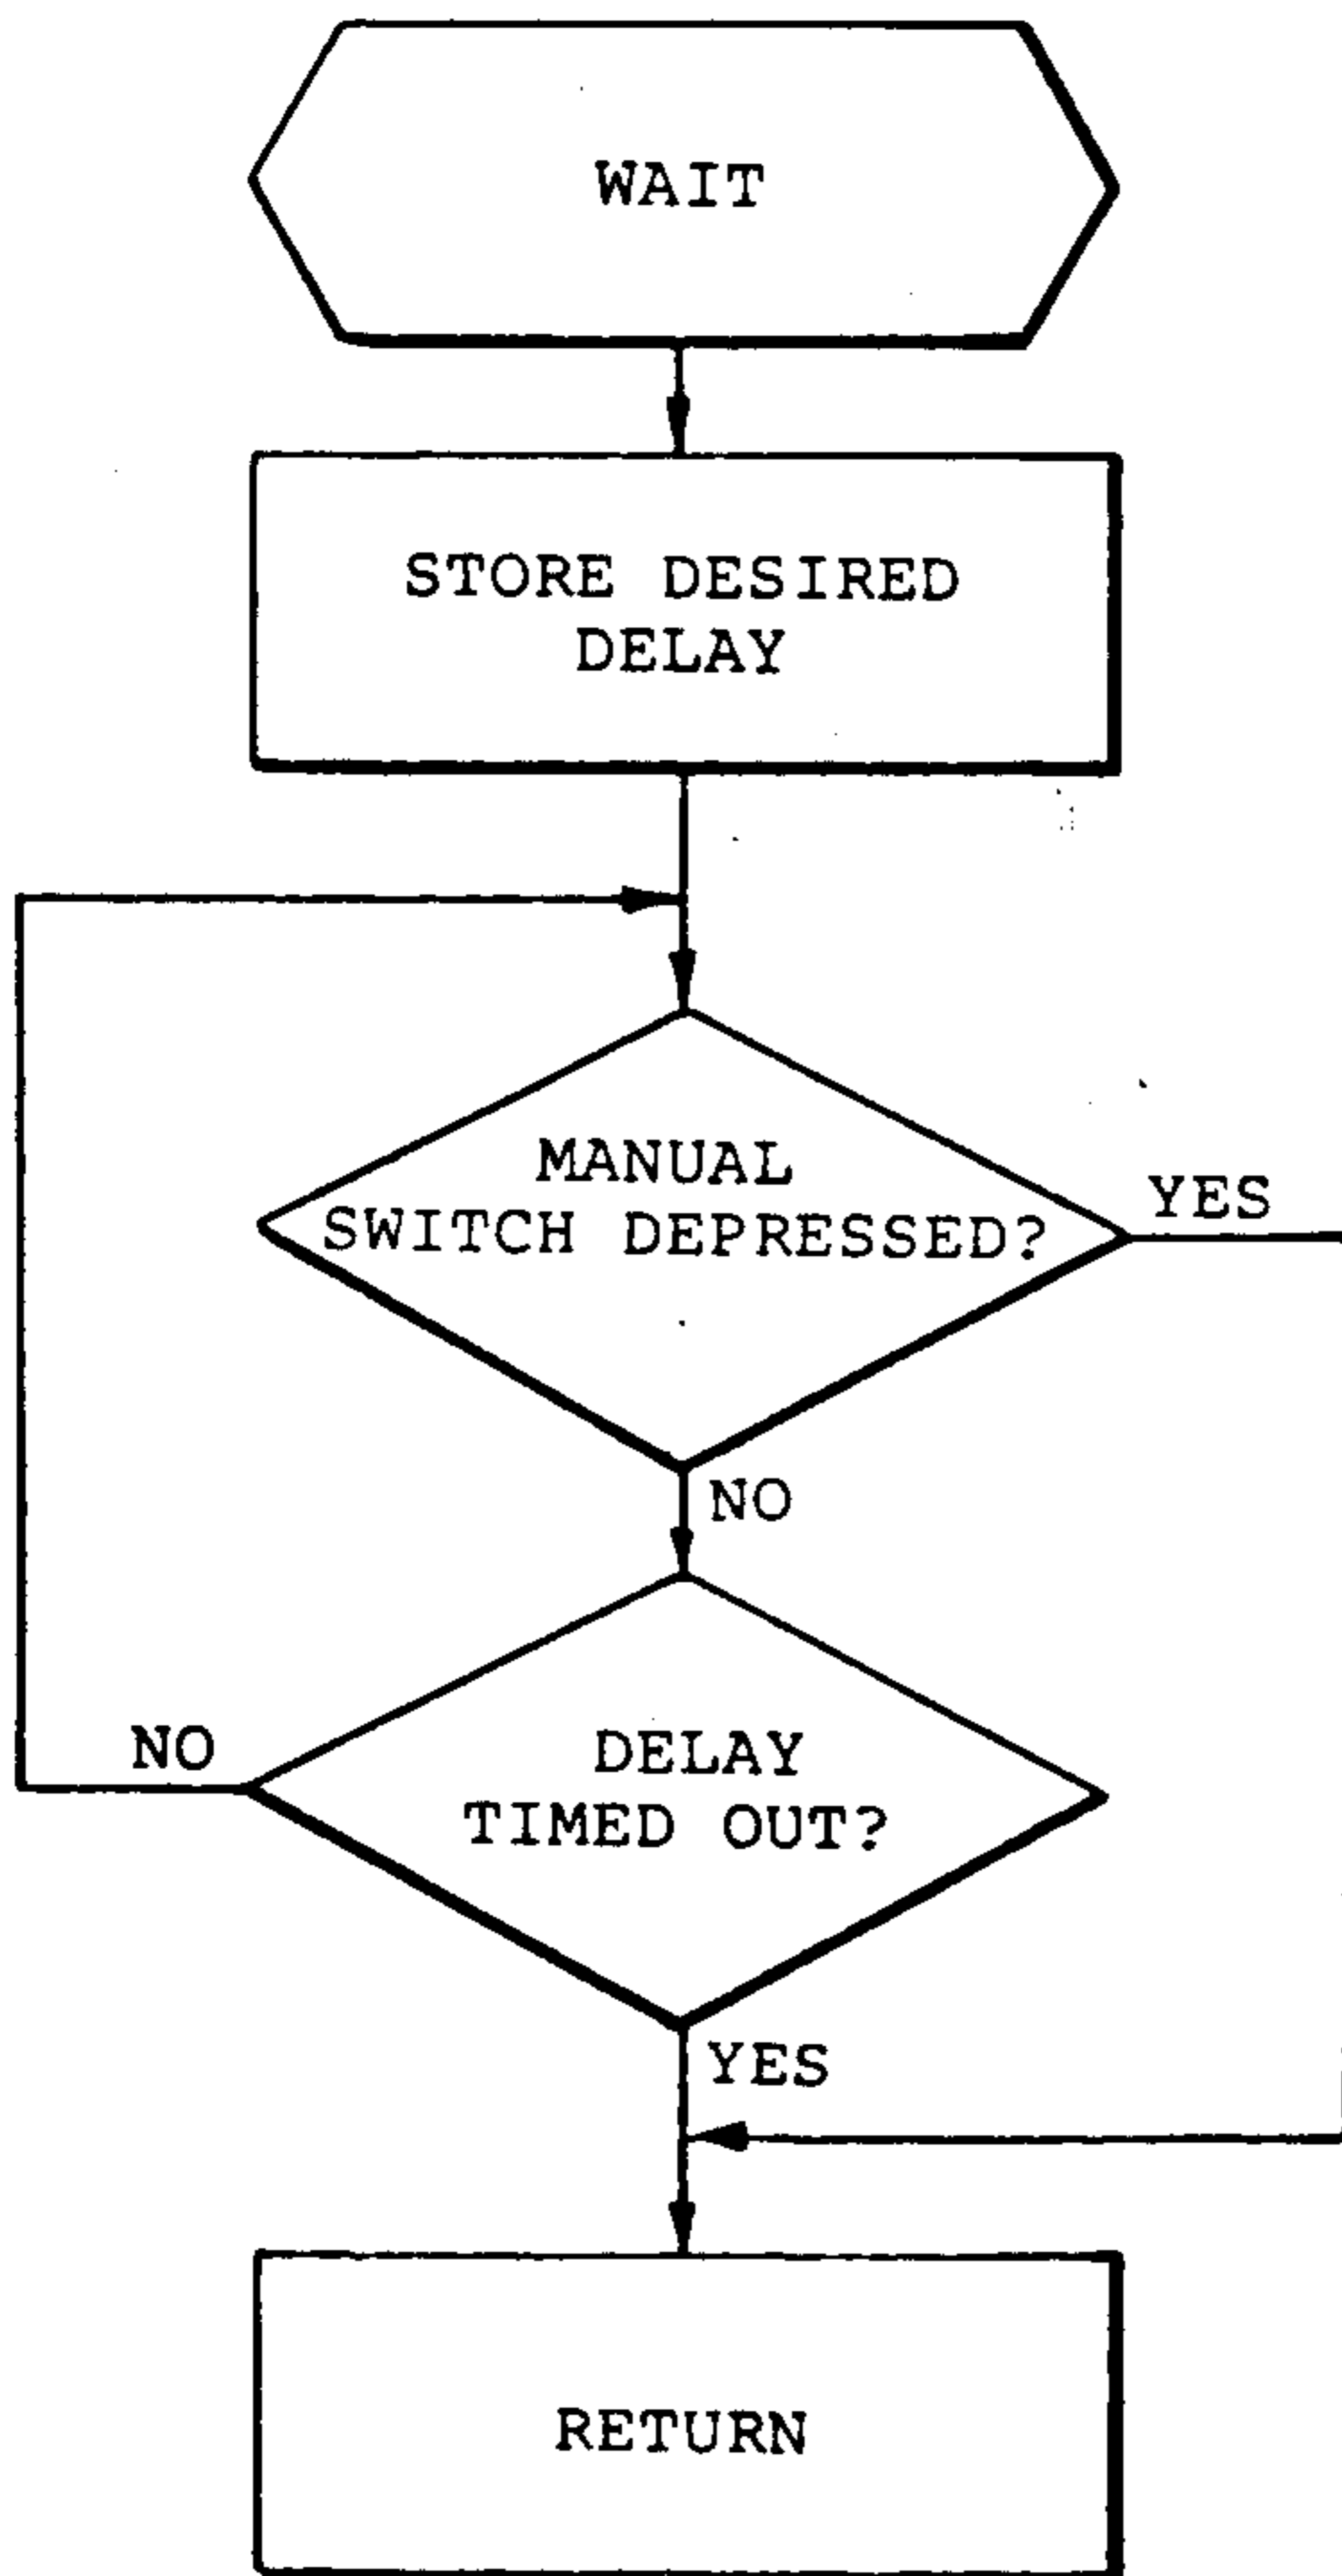 WAIT
STORE DESIRED
DELAY
MANUAL
SWITCH DEPRESSED?
YES
NO
DELAY
TIMED OUT?
NO
YES
RETURN